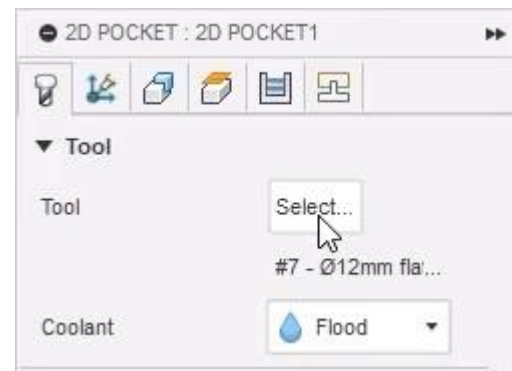 2D POCKET : 2D POCKET1
Tool
Tool Select...
#7 - Ø12mm fla...
Coolant Flood